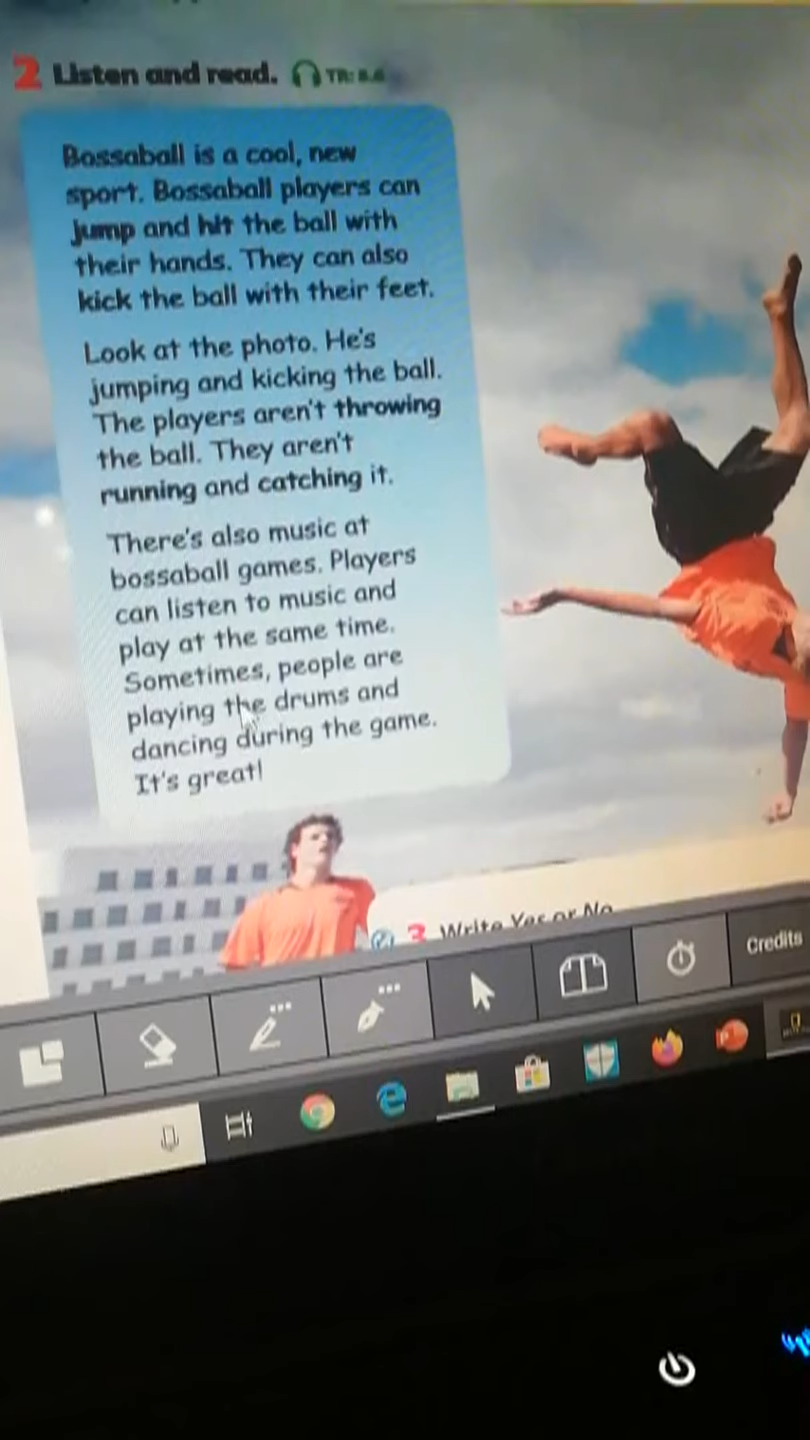 2 Listen and read. TR: 8.6
Bossaball is a cool, new
sport. Bossaball players can
jump and hit the ball with
their hands. They can also
kick the ball with their feet.
Look at the photo. He's
jumping and kicking the ball.
The players aren't throwing
the ball. They aren't
running and catching it.
There's also music at
bossaball games. Players
can listen to music and
play at the same time.
Sometimes, people are
playing the drums and
dancing during the game.
It's great!
3 Write Yes or No
Credits